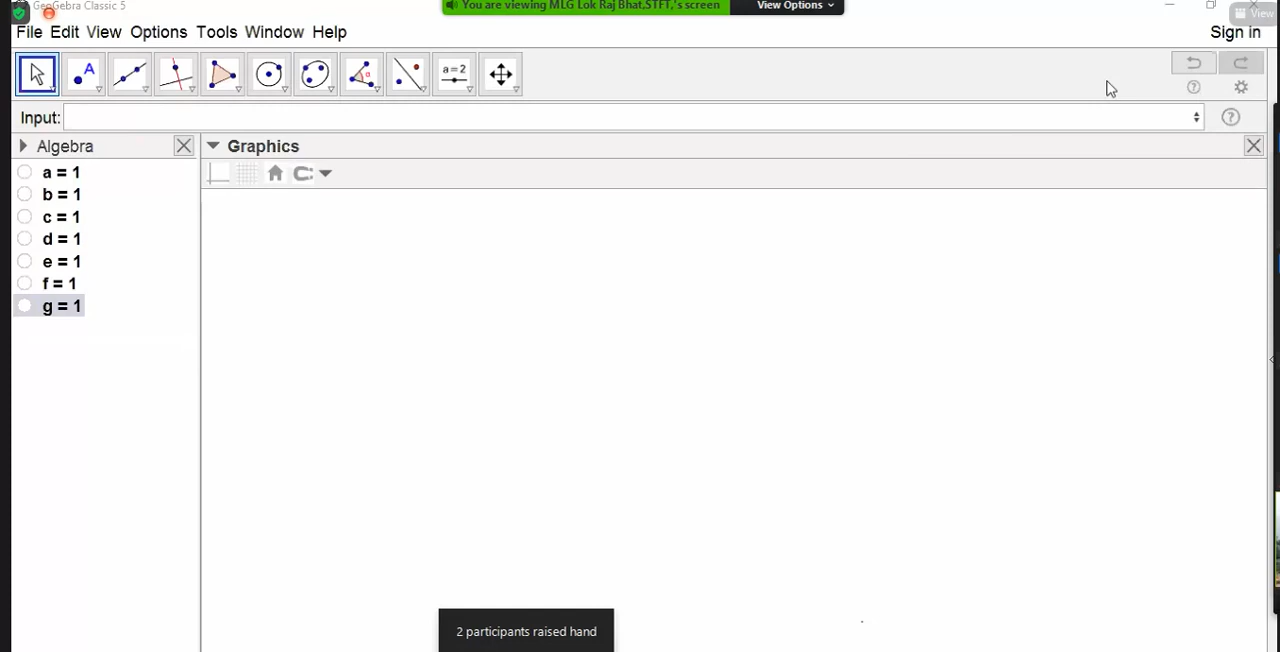 GeoGebra Classic 5
You are viewing MLG Lok Raj Bhat,STFT,'s screen
View Options
View
File Edit View Options Tools Window Help
Sign in
A
a=2
Input:
Algebra
Graphics
a = 1
b = 1
c = 1
d = 1
e = 1
f = 1
g = 1
2 participants raised hand